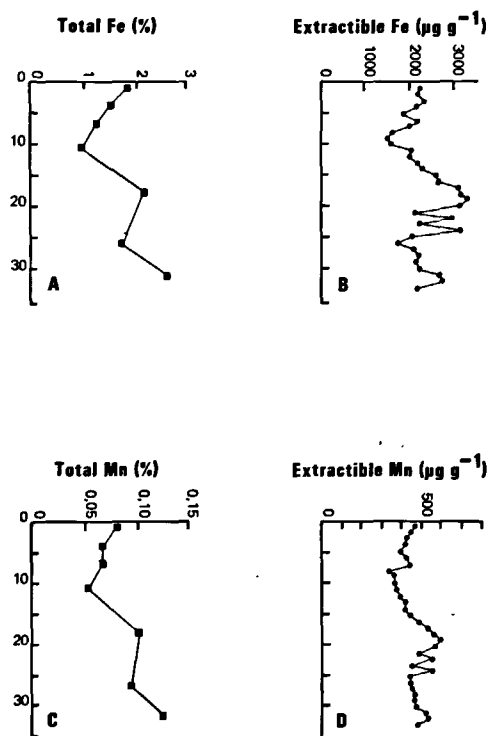 Total Fe (%)
0 1 2 3
0
10
20
30
A
Extractible Fe (µg g⁻¹)
0 1000 2000 3000
B
Total Mn (%)
0 0,05 0,10 0,15
0
10
20
30
C
Extractible Mn (µg g⁻¹)
0 500
D